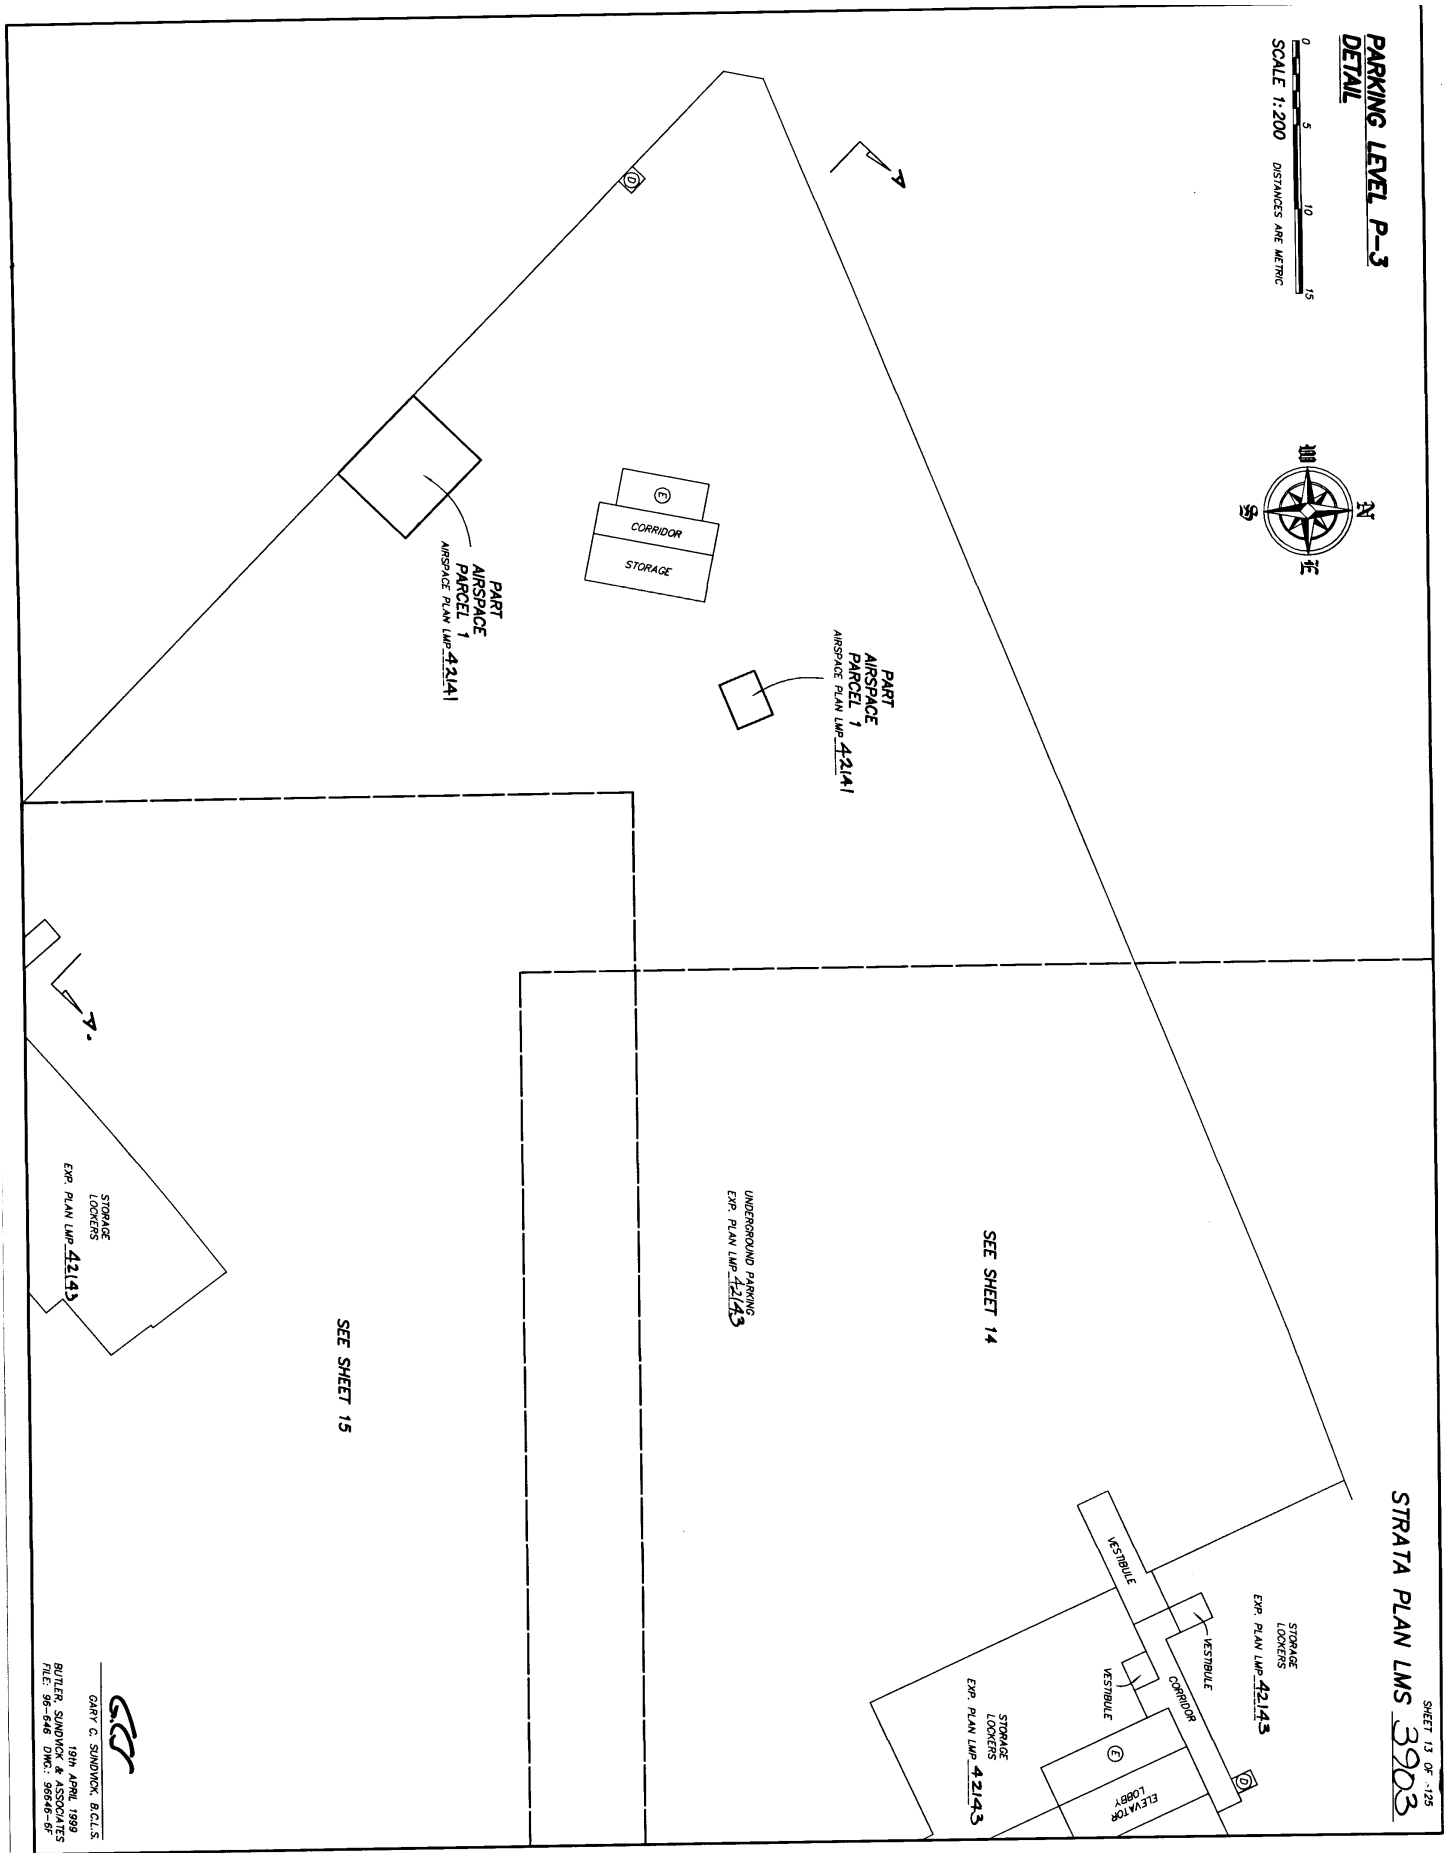 SHEET 13 OF 125
STRATA PLAN LMS 3903
PARKING LEVEL P-3
DETAIL
0 5 10 15
SCALE 1:200 DISTANCES ARE METRIC
N
W
E
S
A
D
E
CORRIDOR
STORAGE
PART
AIRSPACE
PARCEL 1
AIRSPACE PLAN LMP 42141
PART
AIRSPACE
PARCEL 1
AIRSPACE PLAN LMP 42141
SEE SHEET 14
UNDERGROUND PARKING
EXP. PLAN LMP 42143
SEE SHEET 15
STORAGE
LOCKERS
EXP. PLAN LMP 42143
A
VESTIBULE
VESTIBULE
VESTIBULE
CORRIDOR
STORAGE
LOCKERS
EXP. PLAN LMP 42143
STORAGE
LOCKERS
EXP. PLAN LMP 42143
D
E
ELEVATOR
LOBBY
GARY C. SUNDVICK, B.C.L.S.
19th APRIL 1999
BUTLER, SUNDVICK & ASSOCIATES
FILE: 96-646 DWG.: 96646-6F